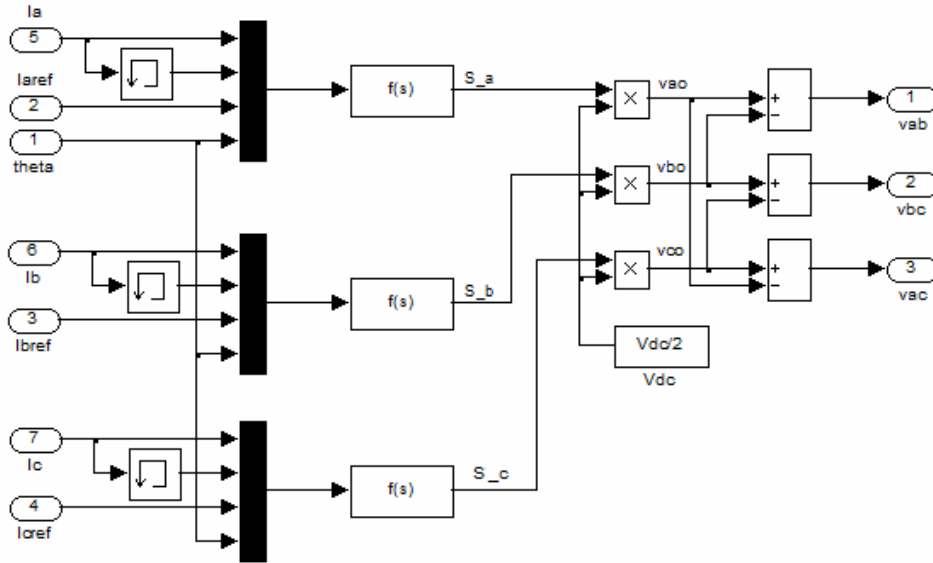 Ia
5
Iaref
2
1
theta
f(s)
S_a
×
vao
+
−
1
vab
6
Ib
3
Ibref
f(s)
S_b
×
vbo
+
−
2
vbc
7
Ic
4
Icref
f(s)
S_c
×
vco
+
−
3
vac
Vdc/2
Vdc